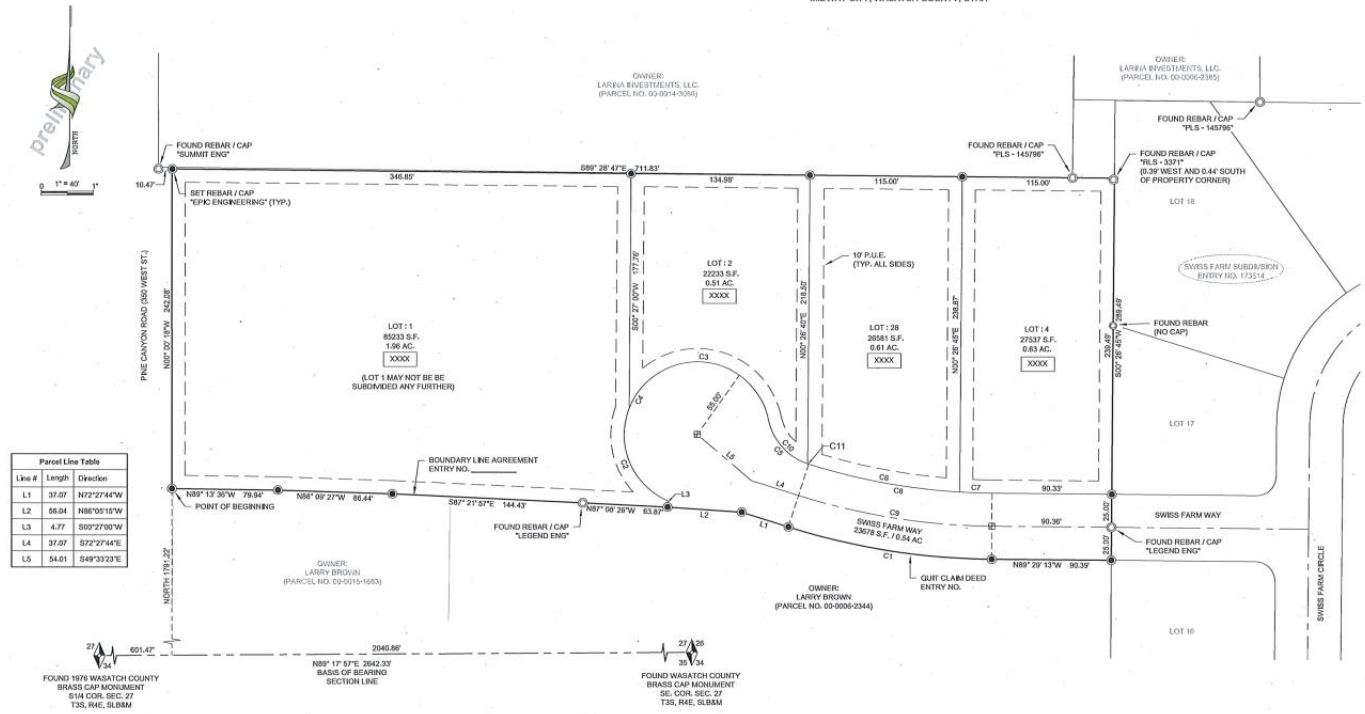 preliminary
NORTH
0 1" = 40' 1"
OWNER:
LARINA INVESTMENTS, LLC.
OWNER:
LARINA INVESTMENTS, LLC.
(PARCEL NO. 00-0006-2385)
FOUND REBAR / CAP
"SUMMIT ENG"
FOUND REBAR / CAP
"PLS - 145796"
FOUND REBAR / CAP
"PLS - 145796"
FOUND REBAR / CAP
"RLS - 3371"
(0.39' WEST AND 0.44' SOUTH
OF PROPERTY CORNER)
10.47'
S89° 28' 47"E 711.83'
346.85'
134.98'
115.00'
115.00'
SET REBAR / CAP
"EPIC ENGINEERING" (TYP.)
LOT 18
PINE CANYON ROAD (350 WEST ST.)
N00° 00' 18"W 242.08'
S00° 27' 00"W 177.76'
N00° 26' 45"E 218.50'
N00° 26' 45"E 238.87'
239.49'
S00° 26' 45"W 289.49'
10' P.U.E.
(TYP. ALL SIDES)
LOT : 2
22233 S.F.
0.51 AC.
XXXX
SWISS FARM SUBDIVISION
ENTRY NO. 173514
LOT : 1
85233 S.F.
1.96 AC.
XXXX
(LOT 1 MAY NOT BE BE
SUBDIVIDED ANY FURTHER)
LOT : 28
26581 S.F.
0.61 AC.
XXXX
LOT : 4
27537 S.F.
0.63 AC.
XXXX
FOUND REBAR
(NO CAP)
C3
C4
55.00'
C10
C5
C11
C2
L5
L4
C6
C8
C7
C9
90.33'
LOT 17
Parcel Line Table
Line # Length Direction
L1 37.07 N72°27'44"W
L2 56.04 N86°05'15"W
L3 4.77 S00°27'00"W
L4 37.07 S72°27'44"E
L5 54.01 S49°33'23"E
BOUNDARY LINE AGREEMENT
ENTRY NO.
N89° 13' 36"W 79.94'
N88° 09' 27"W 86.44'
S87° 21' 57"E 144.43'
N87° 08' 26"W 63.87'
L3
L2
L1
POINT OF BEGINNING
FOUND REBAR / CAP
"LEGEND ENG"
SWISS FARM WAY
23678 S.F. / 0.54 AC
C1
90.36'
25.00'
25.00'
SWISS FARM WAY
FOUND REBAR / CAP
"LEGEND ENG"
N89° 29' 13"W 90.39'
QUIT CLAIM DEED
ENTRY NO.
OWNER:
LARRY BROWN
OWNER:
LARRY BROWN
(PARCEL NO. 00-0006-2344)
NORTH 1791.22'
SWISS FARM CIRCLE
LOT 16
27
34
601.47'
2040.86'
N89° 17' 57"E 2642.33'
BASIS OF BEARING
SECTION LINE
27 26
35 34
FOUND 1976 WASATCH COUNTY
BRASS CAP MONUMENT
S1/4 COR. SEC. 27
T3S, R4E, SLB&M
FOUND WASATCH COUNTY
BRASS CAP MONUMENT
SE. COR. SEC. 27
T3S, R4E, SLB&M